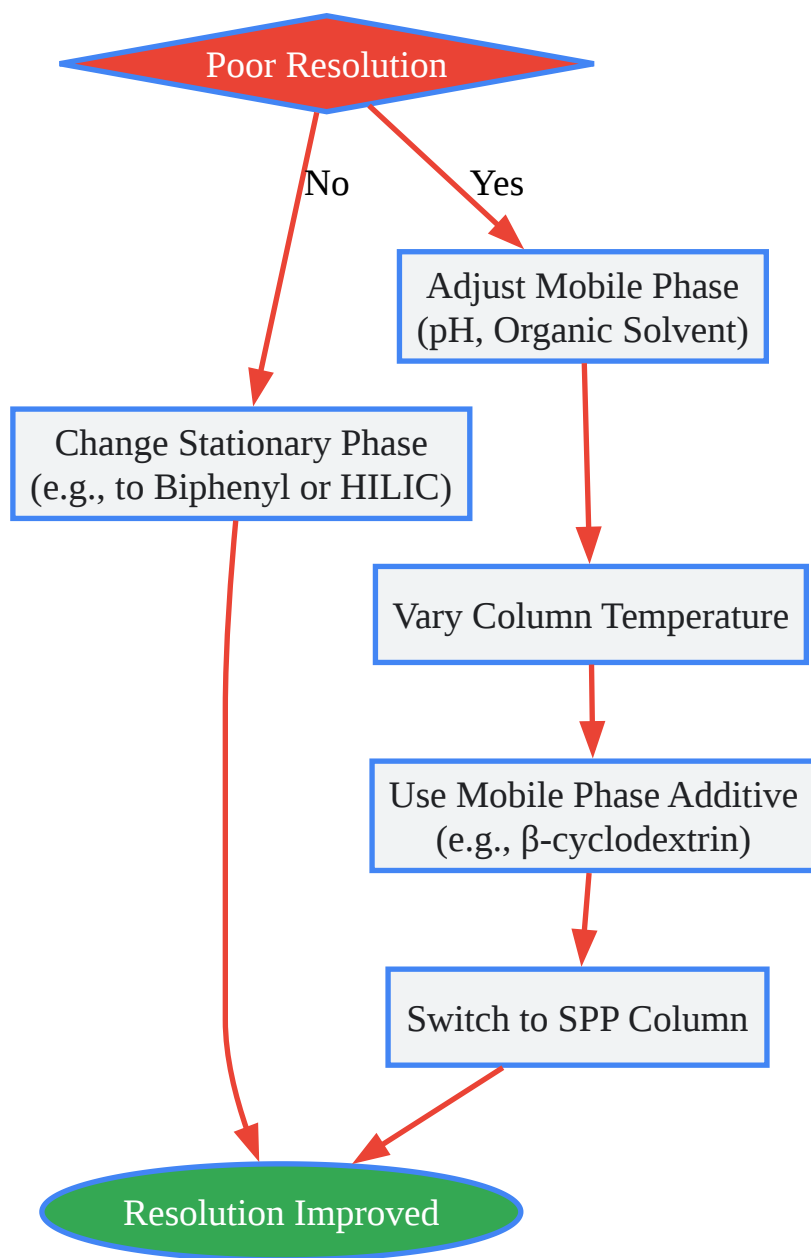 Poor Resolution
No
Yes
Adjust Mobile Phase
(pH, Organic Solvent)
Change Stationary Phase
(e.g., to Biphenyl or HILIC)
Vary Column Temperature
Use Mobile Phase Additive
(e.g., β-cyclodextrin)
Switch to SPP Column
Resolution Improved